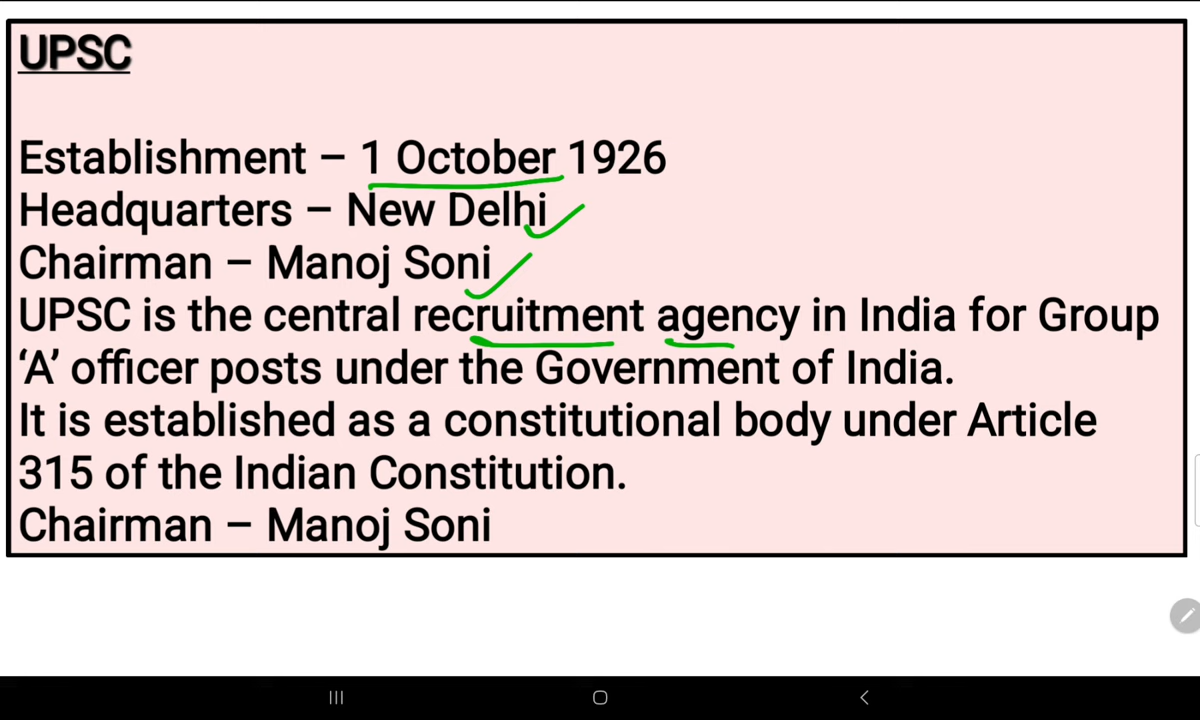 UPSC
Establishment – 1 October 1926
Headquarters – New Delhi
Chairman – Manoj Soni
UPSC is the central recruitment agency in India for Group
‘A’ officer posts under the Government of India.
It is established as a constitutional body under Article
315 of the Indian Constitution.
Chairman – Manoj Soni